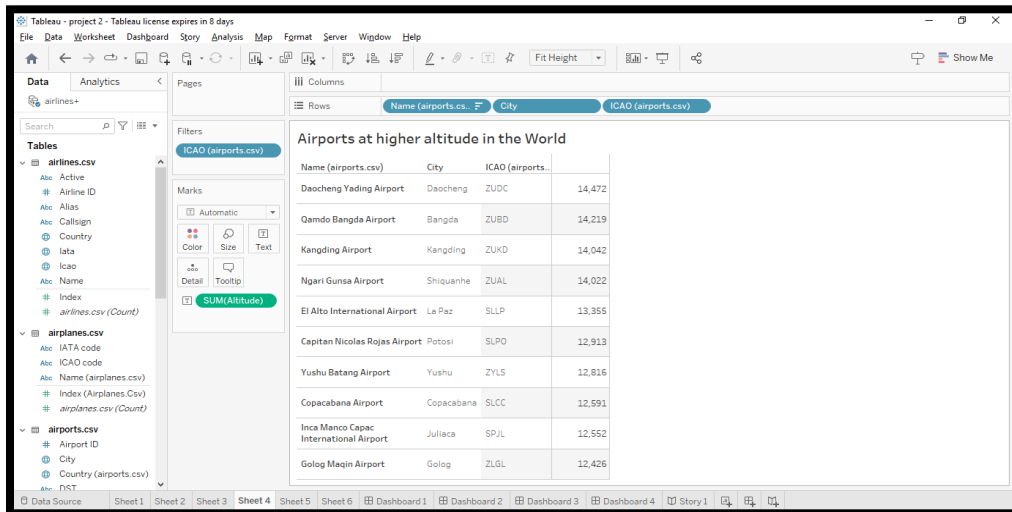 Tableau - project 2 - Tableau license expires in 8 days
File Data Worksheet Dashboard Story Analysis Map Format Server Window Help
Fit Height
Show Me
Data Analytics
airlines+
Search
Tables
airlines.csv
Abc Active
# Airline ID
Abc Alias
Abc Callsign
Country
Iata
Icao
Abc Name
# Index
# airlines.csv (Count)
airplanes.csv
Abc IATA code
Abc ICAO code
Abc Name (airplanes.csv)
# Index (Airplanes.Csv)
# airplanes.csv (Count)
airports.csv
# Airport ID
City
Country (airports.csv)
Abc DST
Pages
Filters
ICAO (airports.csv)
Marks
Automatic
Color Size Text
Detail Tooltip
SUM(Altitude)
Columns
Rows Name (airports.cs.. City ICAO (airports.csv)
Airports at higher altitude in the World
Name (airports.csv) City ICAO (airports..
Daocheng Yading Airport Daocheng ZUDC 14,472
Qamdo Bangda Airport Bangda ZUBD 14,219
Kangding Airport Kangding ZUKD 14,042
Ngari Gunsa Airport Shiquanhe ZUAL 14,022
El Alto International Airport La Paz SLLP 13,355
Capitan Nicolas Rojas Airport Potosi SLPO 12,913
Yushu Batang Airport Yushu ZYLS 12,816
Copacabana Airport Copacabana SLCC 12,591
Inca Manco Capac
International Airport Juliaca SPJL 12,552
Golog Maqin Airport Golog ZLGL 12,426
Data Source Sheet 1 Sheet 2 Sheet 3 Sheet 4 Sheet 5 Sheet 6 Dashboard 1 Dashboard 2 Dashboard 3 Dashboard 4 Story 1